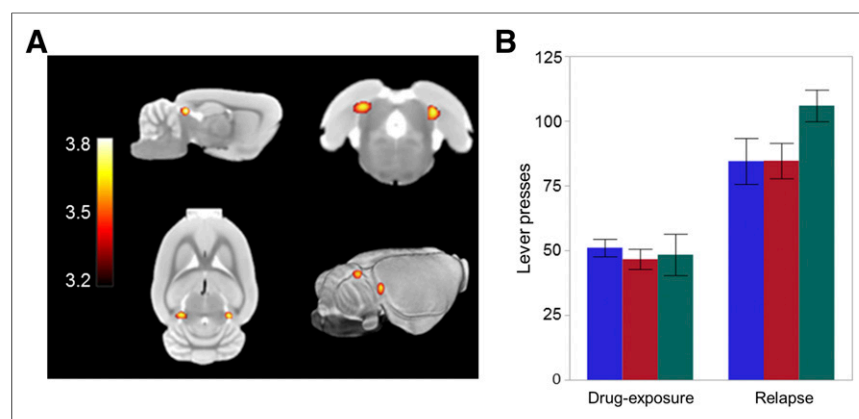 A
3.8
3.5
3.2
B
125
100
75
50
25
0
Lever presses
Drug-exposure
Relapse